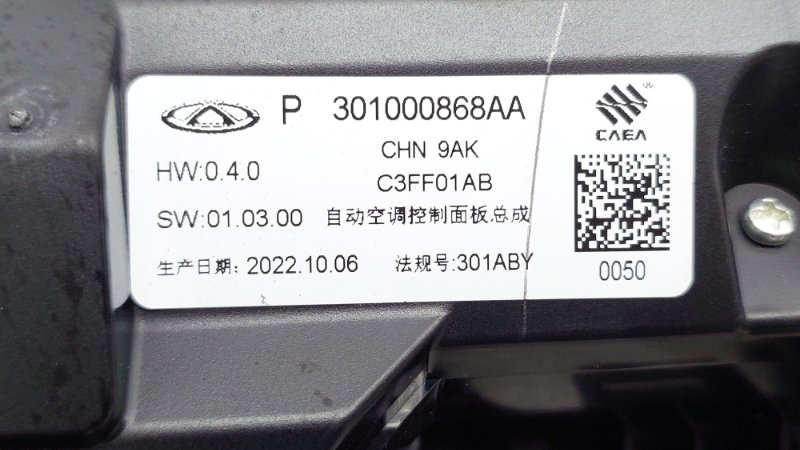 P 301000868AA
CHN 9AK
C3FF01AB
HW:0.4.0
SW:01.03.00 自动空调控制面板总成
生产日期: 2022.10.06 法规号:301ABY
CAEA
®
0050